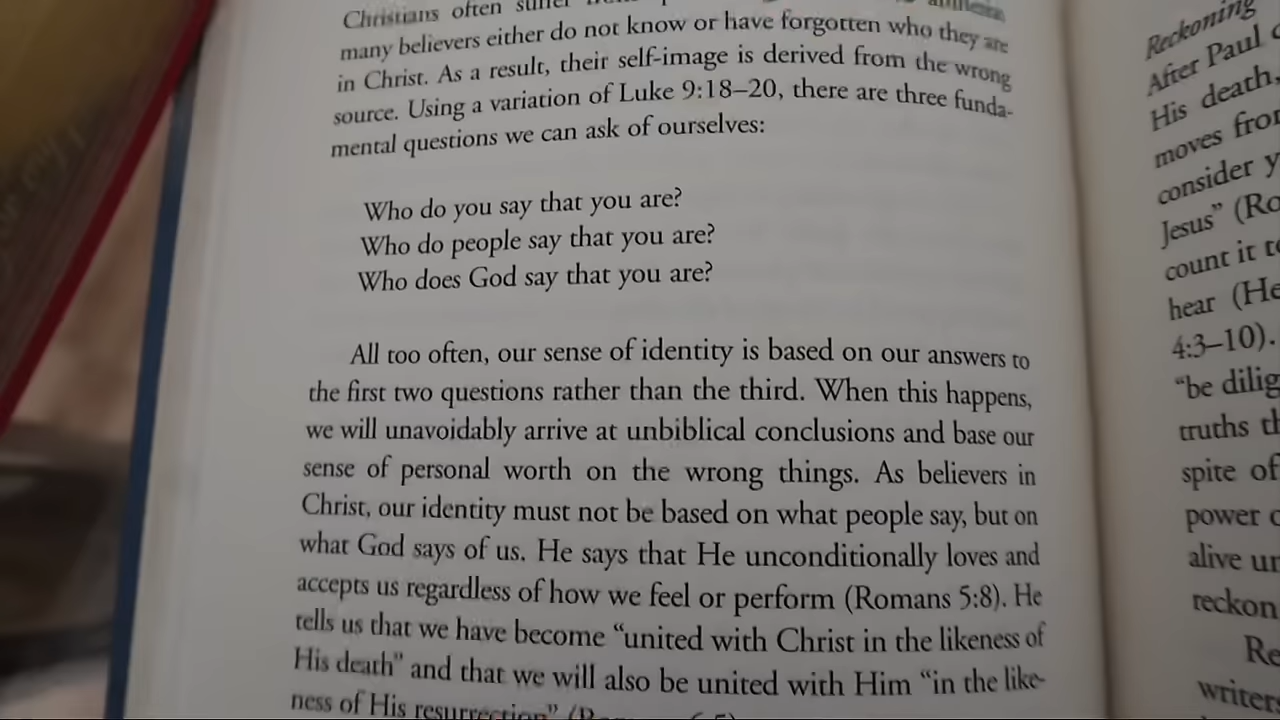 Christians often suffer
many believers either do not know or have forgotten who they are
in Christ. As a result, their self-image is derived from the wrong
source. Using a variation of Luke 9:18–20, there are three funda-
mental questions we can ask of ourselves:
Who do you say that you are?
Who do people say that you are?
Who does God say that you are?
All too often, our sense of identity is based on our answers to
the first two questions rather than the third. When this happens,
we will unavoidably arrive at unbiblical conclusions and base our
sense of personal worth on the wrong things. As believers in
Christ, our identity must not be based on what people say, but on
what God says of us. He says that He unconditionally loves and
accepts us regardless of how we feel or perform (Romans 5:8). He
tells us that we have become “united with Christ in the likeness of
His death” and that we will also be united with Him “in the like-
ness of His resurrection”
Reckoning
After Paul
His death,
moves from
consider y
Jesus” (Ro
count it to
hear (He
4:3–10).
“be dilig
truths th
spite of
power o
alive un
reckon
Re
writer